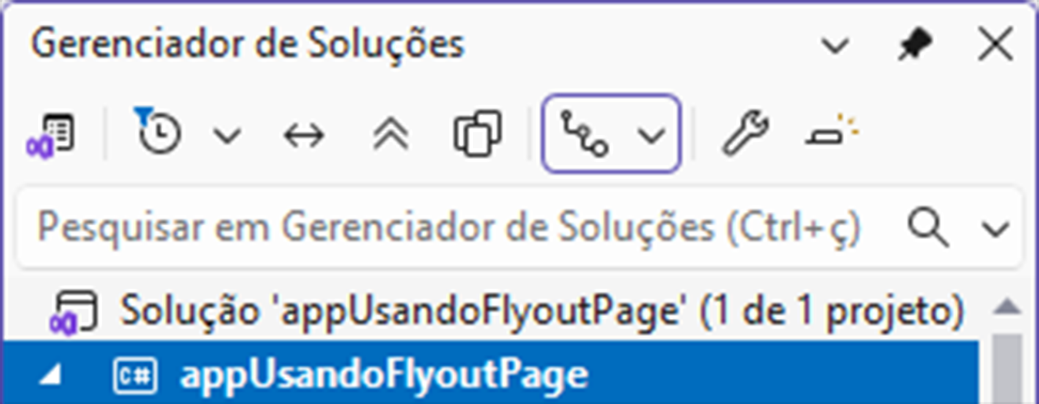 Gerenciador de Soluções
Pesquisar em Gerenciador de Soluções (Ctrl+ç)
Solução 'appUsandoFlyoutPage' (1 de 1 projeto)
C# appUsandoFlyoutPage